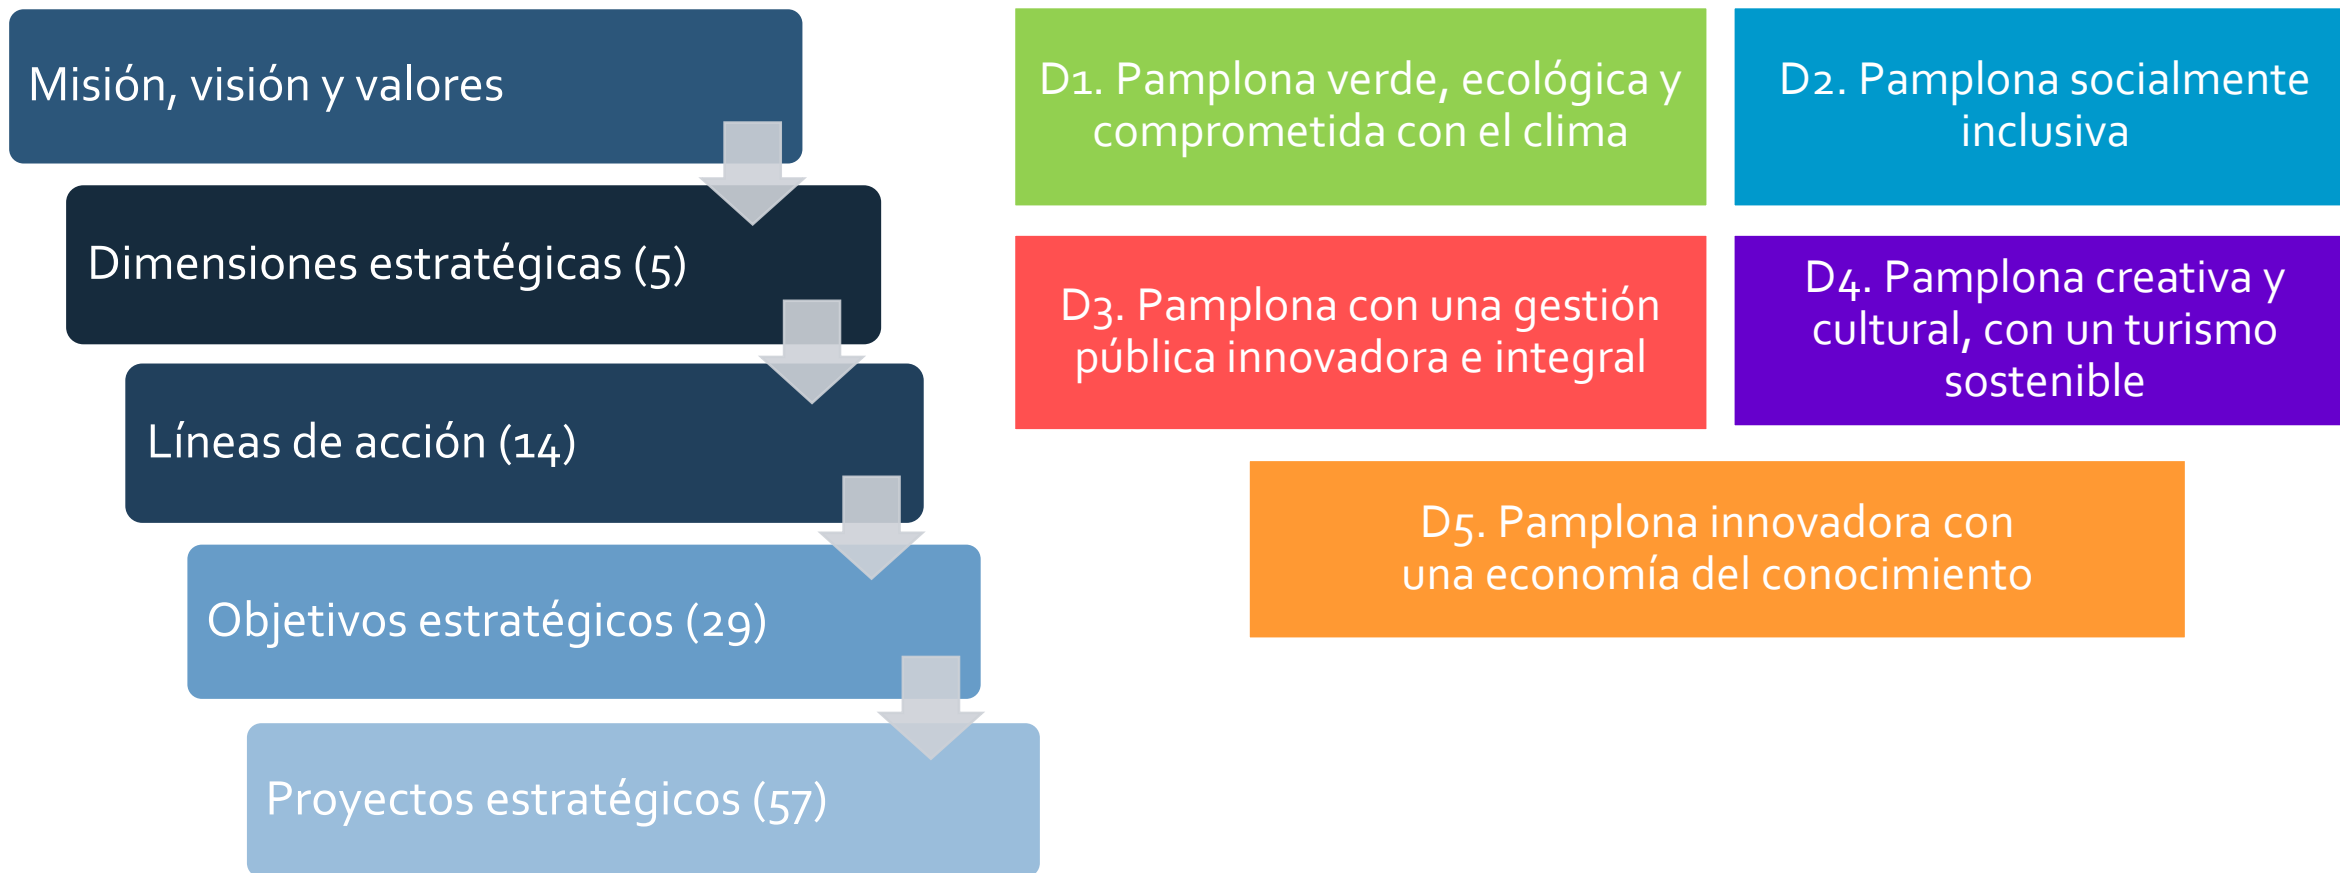 Misión, visión y valores
Dimensiones estratégicas (5)
Líneas de acción (14)
Objetivos estratégicos (29)
Proyectos estratégicos (57)
D1. Pamplona verde, ecológica y
comprometida con el clima
D2. Pamplona socialmente
inclusiva
D3. Pamplona con una gestión
pública innovadora e integral
D4. Pamplona creativa y
cultural, con un turismo
sostenible
D5. Pamplona innovadora con
una economía del conocimiento